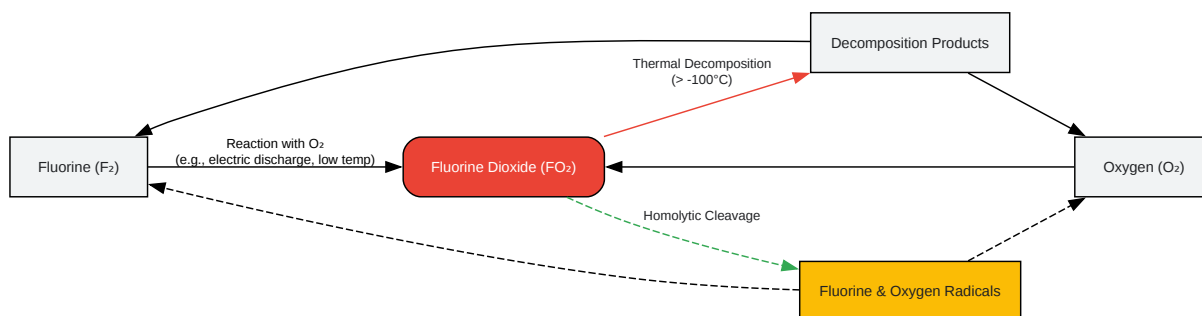 Decomposition Products
Thermal Decomposition
(> -100°C)
Reaction with O₂
(e.g., electric discharge, low temp)
Fluorine (F₂)
Fluorine Dioxide (FO₂)
Oxygen (O₂)
Homolytic Cleavage
Fluorine & Oxygen Radicals